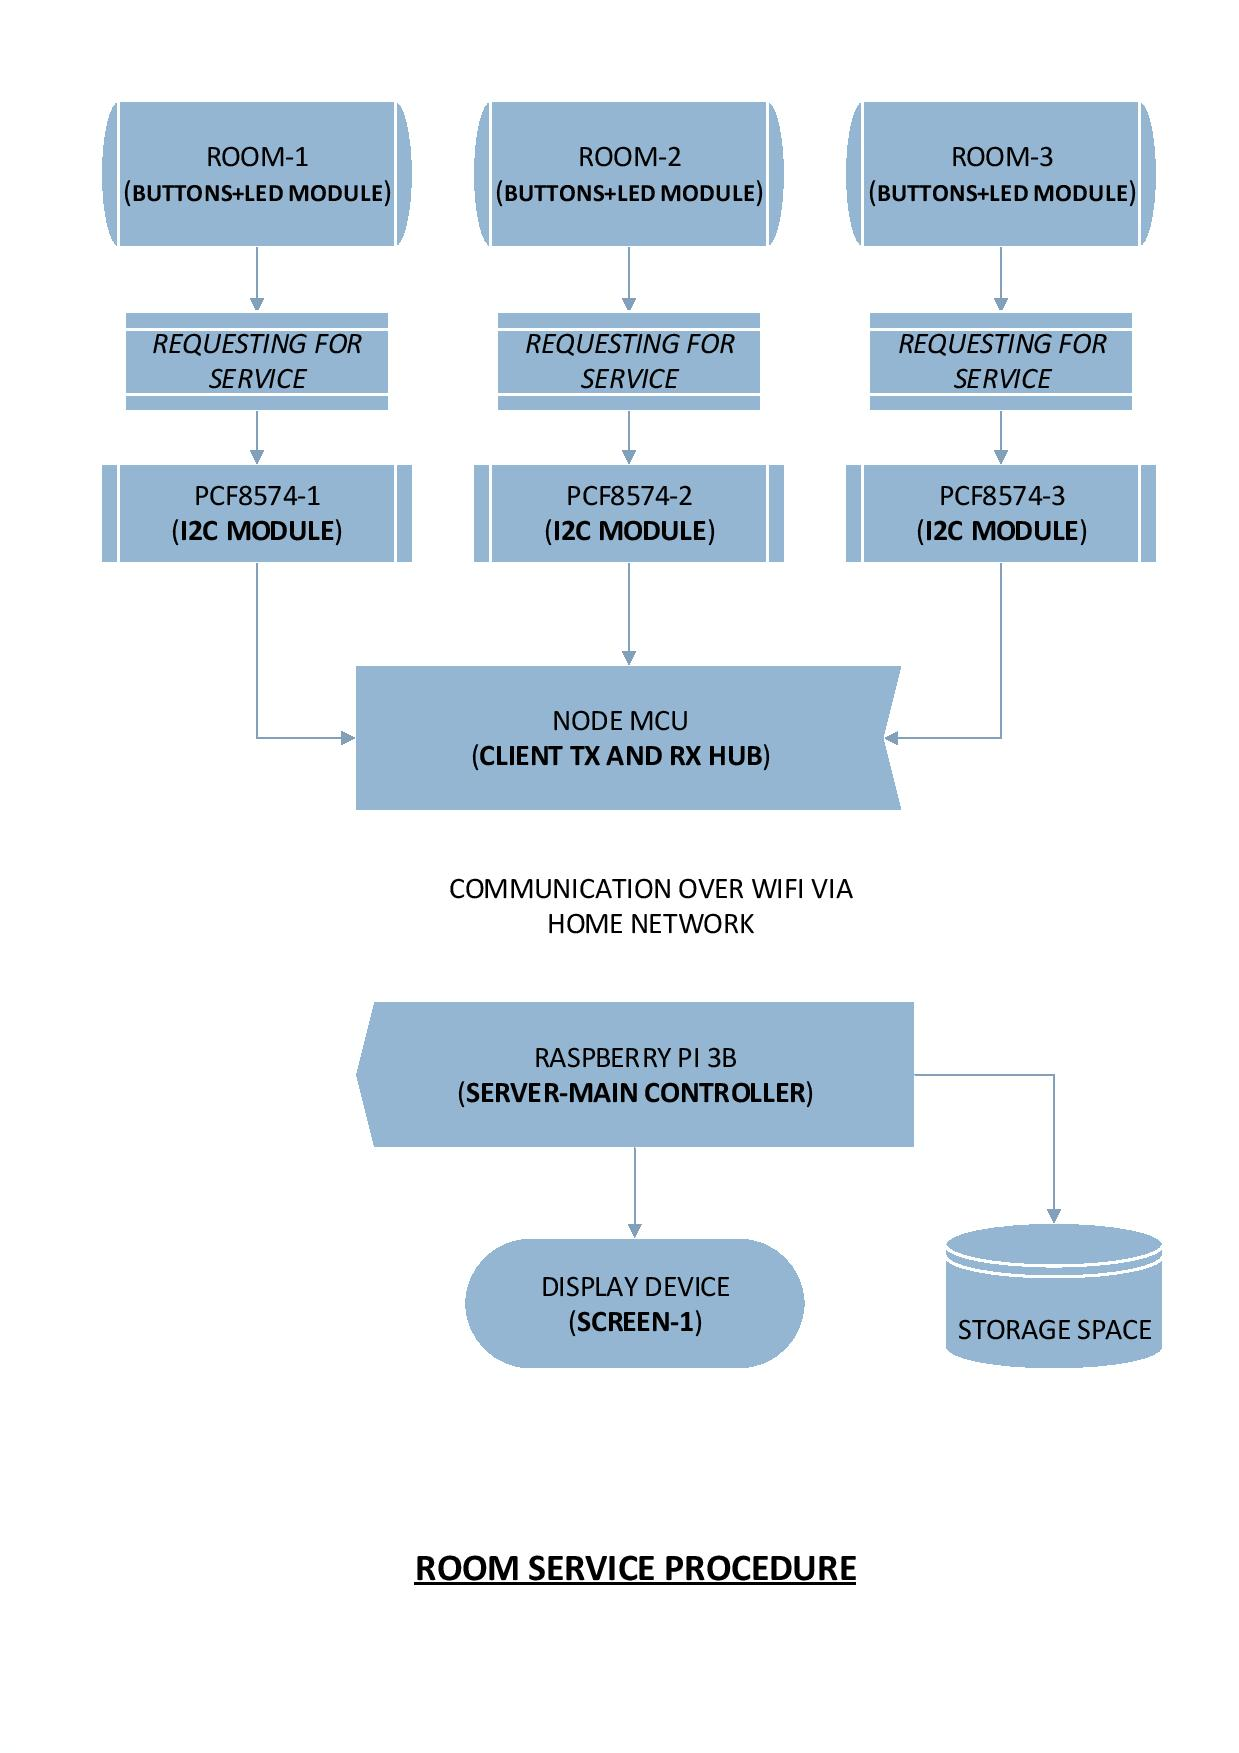 ROOM-1
(BUTTONS+LED MODULE)
ROOM-2
(BUTTONS+LED MODULE)
ROOM-3
(BUTTONS+LED MODULE)
REQUESTING FOR
SERVICE
REQUESTING FOR
SERVICE
REQUESTING FOR
SERVICE
PCF8574-1
(I2C MODULE)
PCF8574-2
(I2C MODULE)
PCF8574-3
(I2C MODULE)
NODE MCU
(CLIENT TX AND RX HUB)
COMMUNICATION OVER WIFI VIA
HOME NETWORK
RASPBERRY PI 3B
(SERVER-MAIN CONTROLLER)
DISPLAY DEVICE
(SCREEN-1)
STORAGE SPACE
ROOM SERVICE PROCEDURE